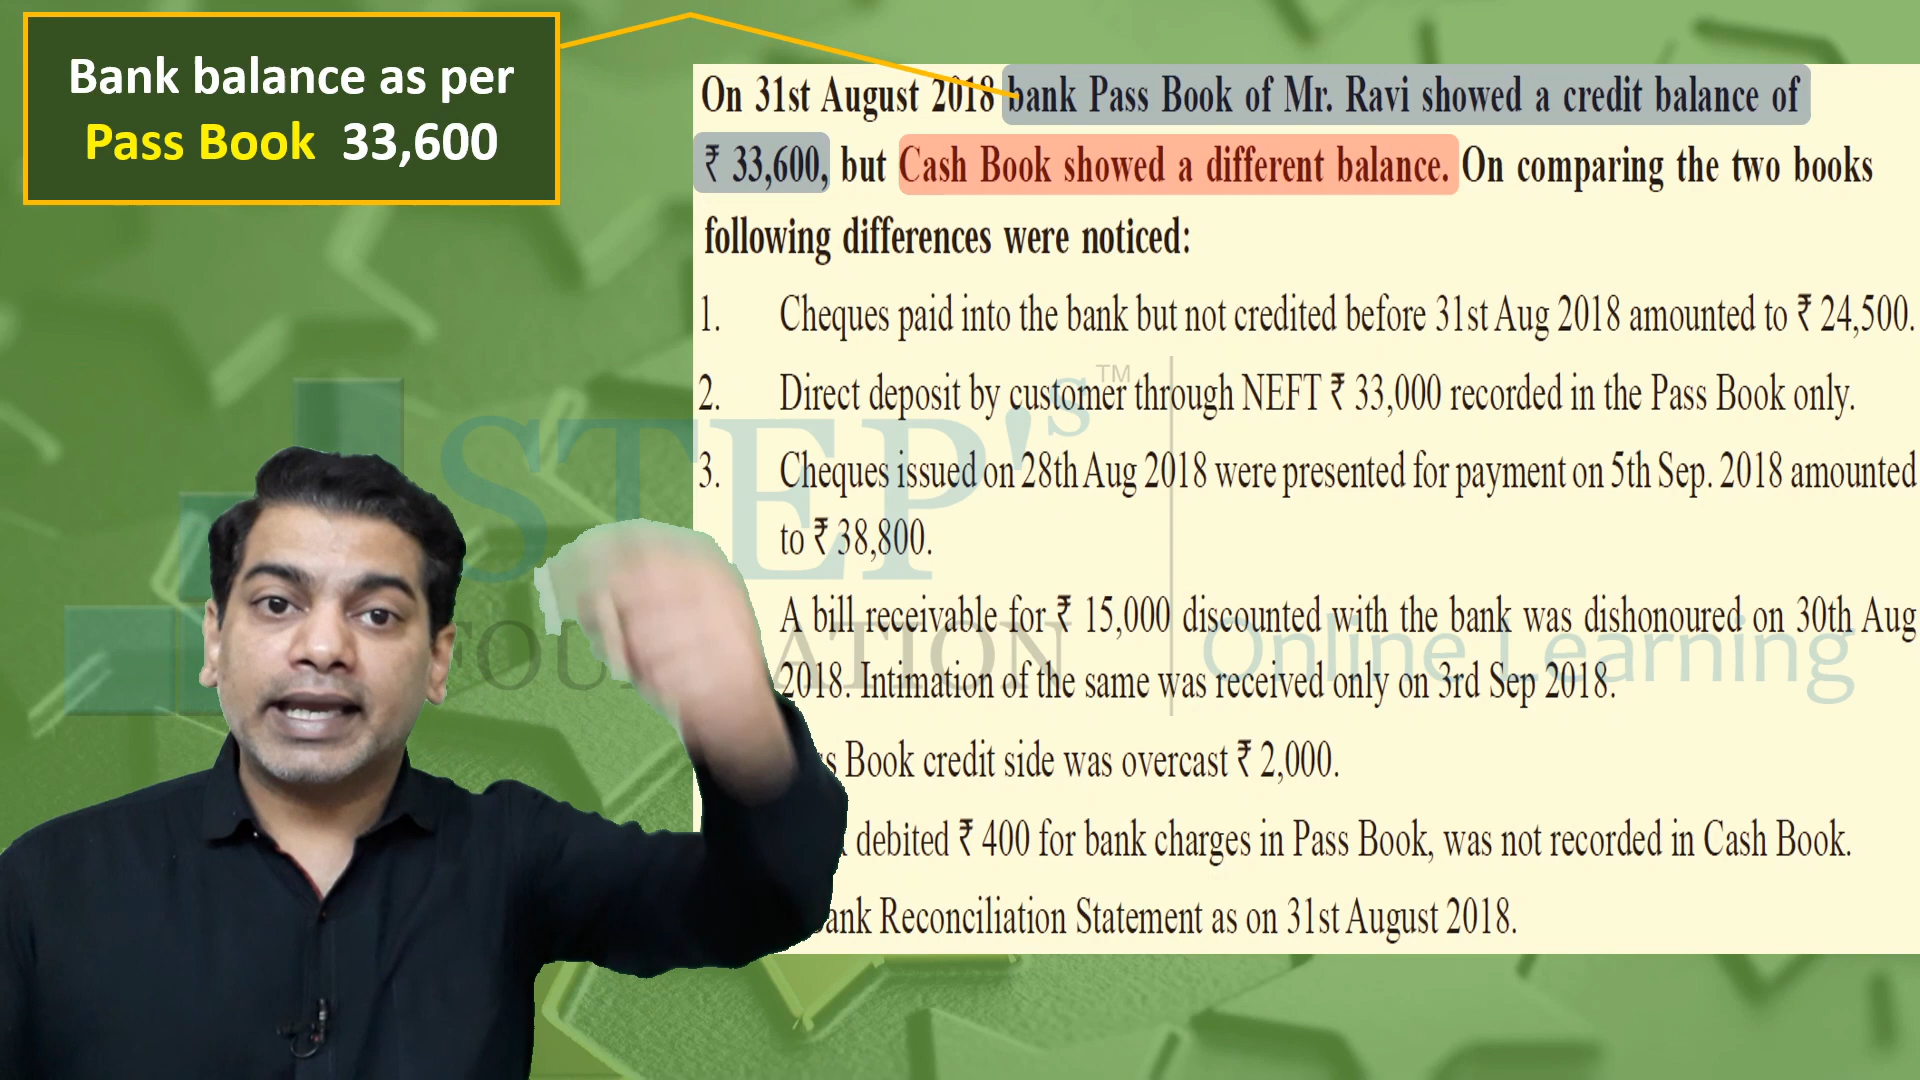 Bank balance as per
Pass Book 33,600
On 31st August 2018 bank Pass Book of Mr. Ravi showed a credit balance of
₹ 33,600, but Cash Book showed a different balance. On comparing the two books
following differences were noticed:
1. Cheques paid into the bank but not credited before 31st Aug 2018 amounted to ₹ 24,500.
2. Direct deposit by customer through NEFT ₹ 33,000 recorded in the Pass Book only.
3. Cheques issued on 28th Aug 2018 were presented for payment on 5th Sep. 2018 amounted
to ₹ 38,800.
A bill receivable for ₹ 15,000 discounted with the bank was dishonoured on 30th Aug
2018. Intimation of the same was received only on 3rd Sep 2018.
Book credit side was overcast ₹ 2,000.
debited ₹ 400 for bank charges in Pass Book, was not recorded in Cash Book.
Reconciliation Statement as on 31st August 2018.
STEP's ™
Online Learning